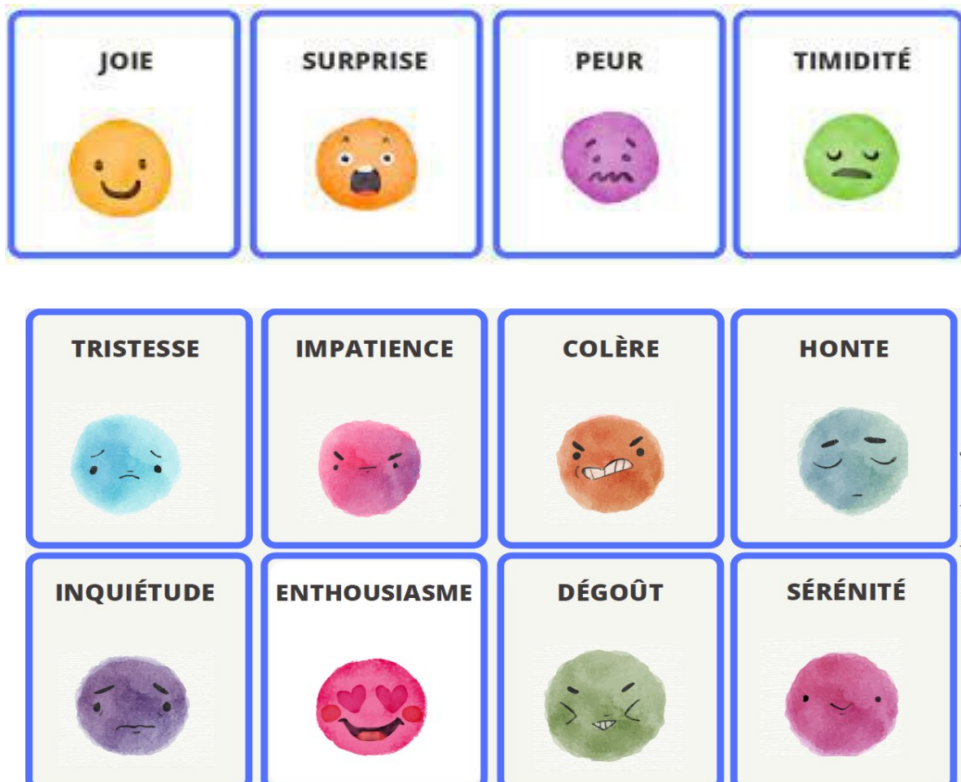 JOIE
SURPRISE
PEUR
TIMIDITÉ
TRISTESSE
IMPATIENCE
COLÈRE
HONTE
INQUIÉTUDE
ENTHOUSIASME
DÉGOÛT
SÉRÉNITÉ